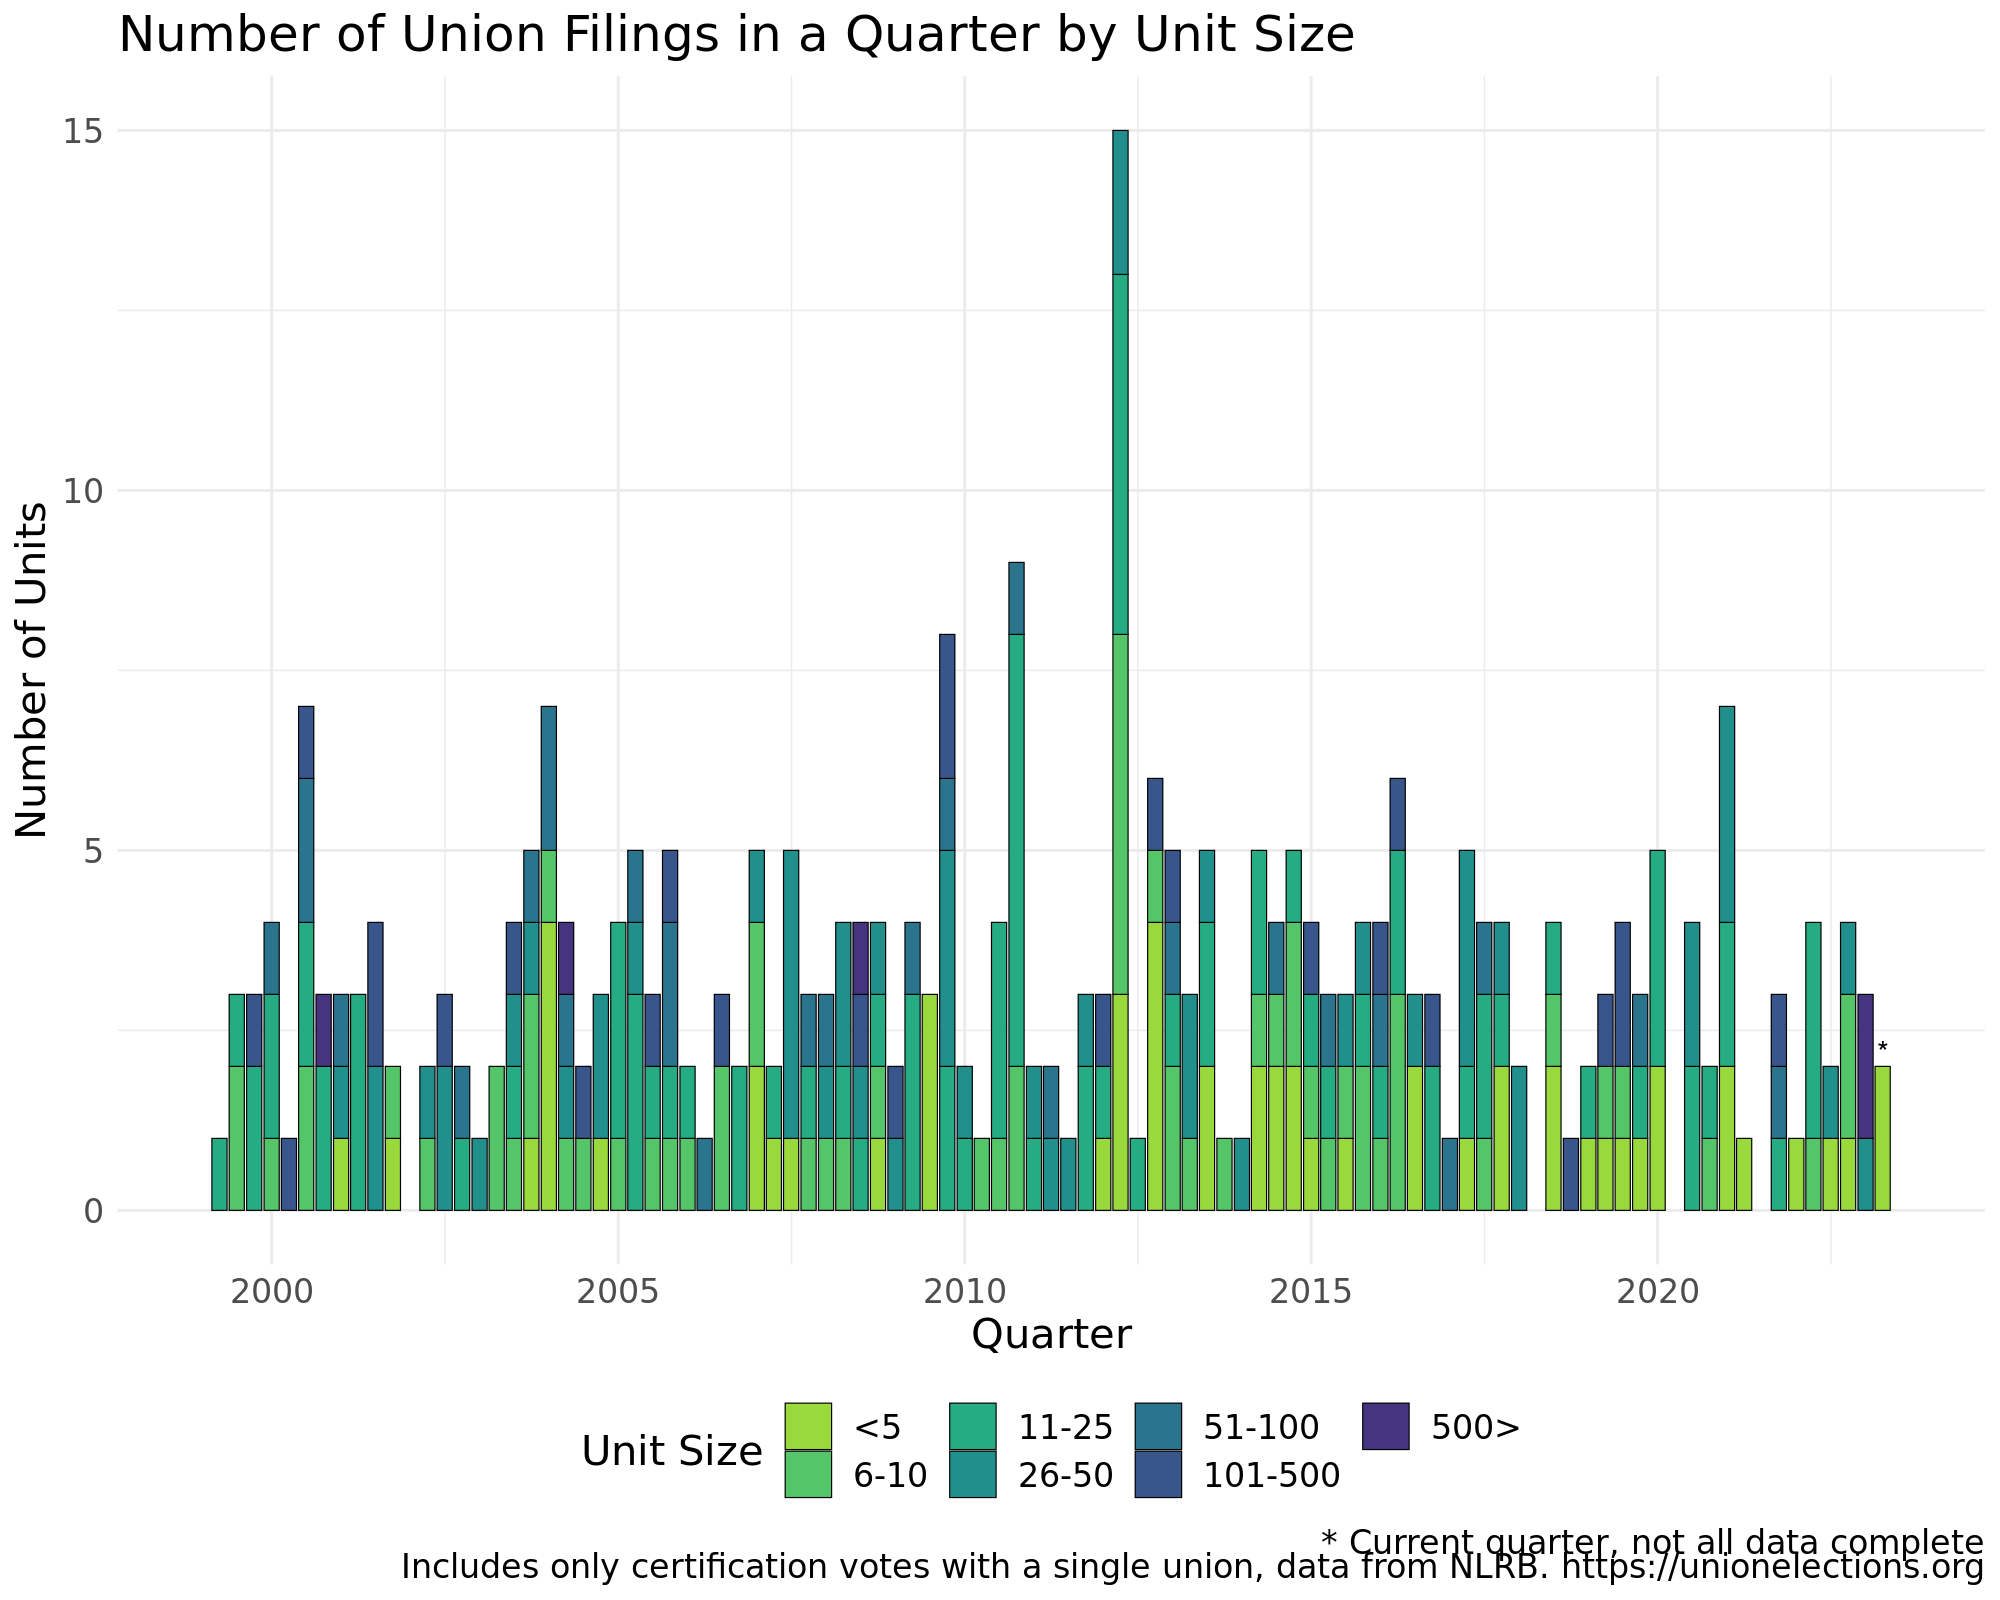 Number of Union Filings in a Quarter by Unit Size
15
10
5
0
Number of Units
*
2000 2005 2010 2015 2020
Quarter
Unit Size
<5 11-25 51-100 500>
6-10 26-50 101-500
* Current quarter, not all data complete
Includes only certification votes with a single union, data from NLRB. https://unionelections.org